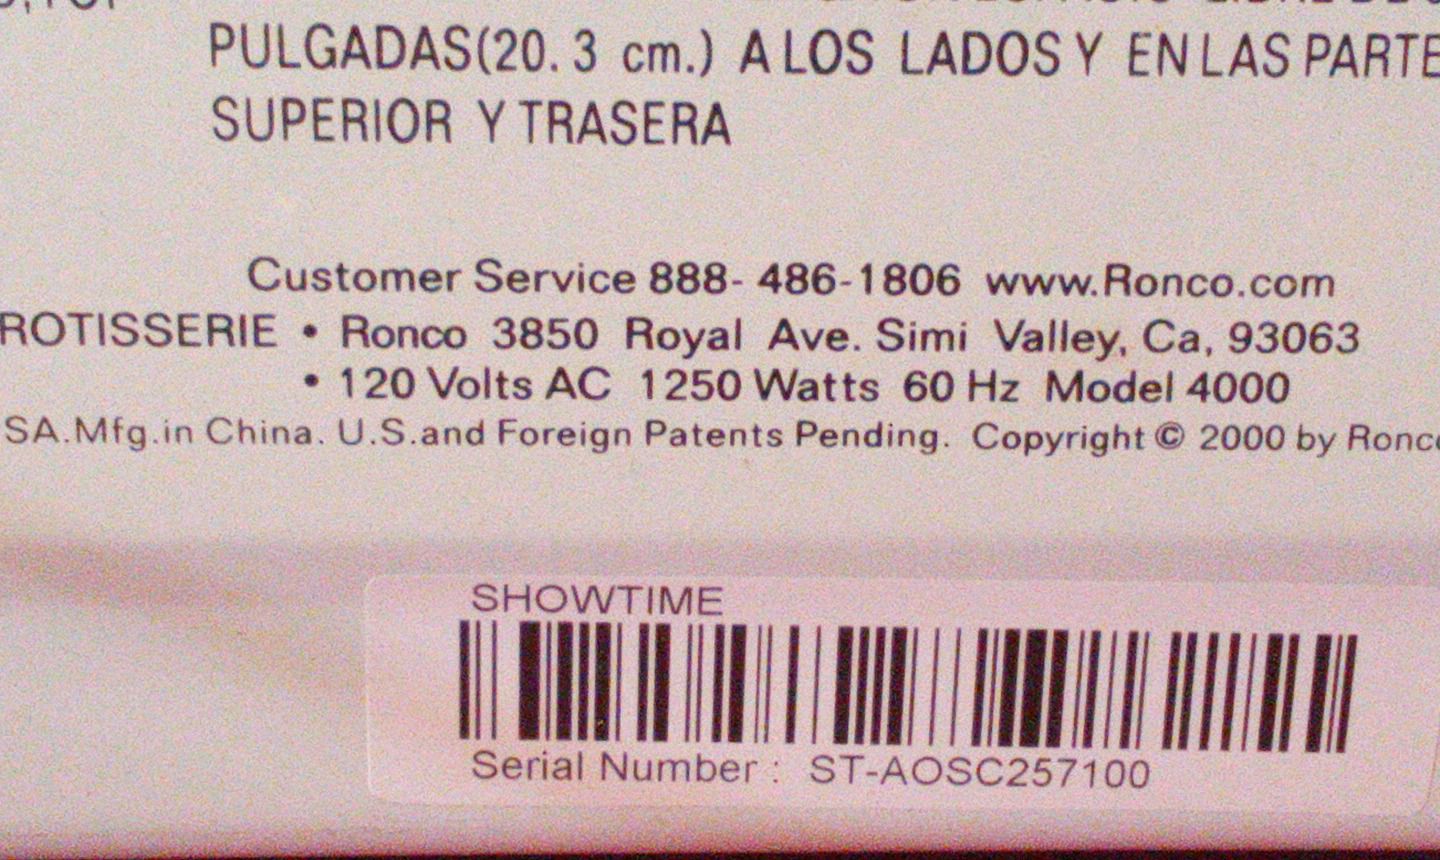 PULGADAS(20.3 cm.) A LOS LADOS Y EN LAS PARTE
SUPERIOR Y TRASERA
Customer Service 888- 486-1806 www.Ronco.com
ROTISSERIE • Ronco 3850 Royal Ave. Simi Valley, Ca, 93063
• 120 Volts AC 1250 Watts 60 Hz Model 4000
SA.Mfg.in China. U.S.and Foreign Patents Pending. Copyright © 2000 by Ronco
SHOWTIME
Serial Number : ST-AOSC257100